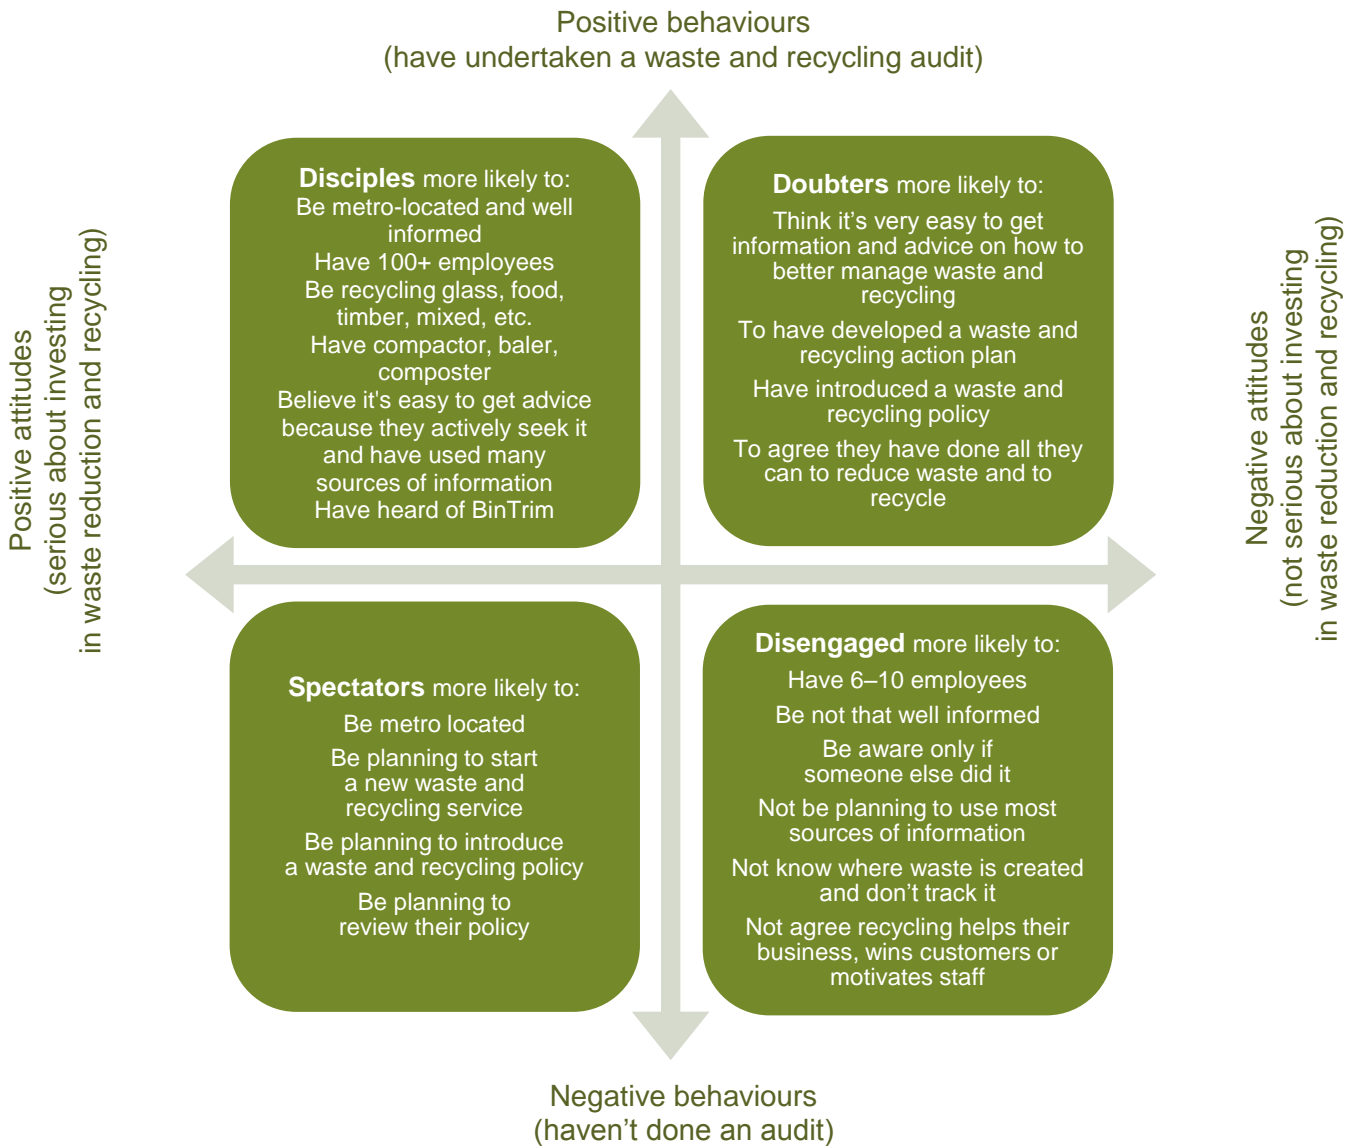 Positive behaviours
(have undertaken a waste and recycling audit)
Positive attitudes
(serious about investing
in waste reduction and recycling)
Disciples more likely to:
Be metro-located and well
informed
Have 100+ employees
Be recycling glass, food,
timber, mixed, etc.
Have compactor, baler,
composter
Believe it's easy to get advice
because they actively seek it
and have used many
sources of information
Have heard of BinTrim
Doubters more likely to:
Think it’s very easy to get
information and advice on how to
better manage waste and
recycling
To have developed a waste and
recycling action plan
Have introduced a waste and
recycling policy
To agree they have done all they
can to reduce waste and to
recycle
Negative attitudes
(not serious about investing
in waste reduction and recycling)
Spectators more likely to:
Be metro located
Be planning to start
a new waste and
recycling service
Be planning to introduce
a waste and recycling policy
Be planning to
review their policy
Disengaged more likely to:
Have 6–10 employees
Be not that well informed
Be aware only if
someone else did it
Not be planning to use most
sources of information
Not know where waste is created
and don’t track it
Not agree recycling helps their
business, wins customers or
motivates staff
Negative behaviours
(haven’t done an audit)